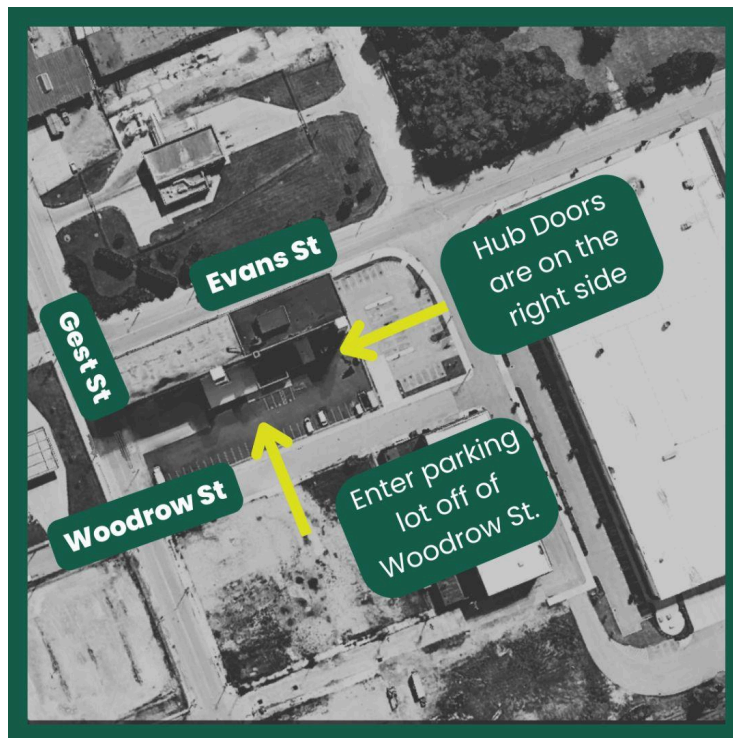 Evans St
Hub Doors
are on the
right side
Gest St
Woodrow St
Enter parking
lot off of
Woodrow St.